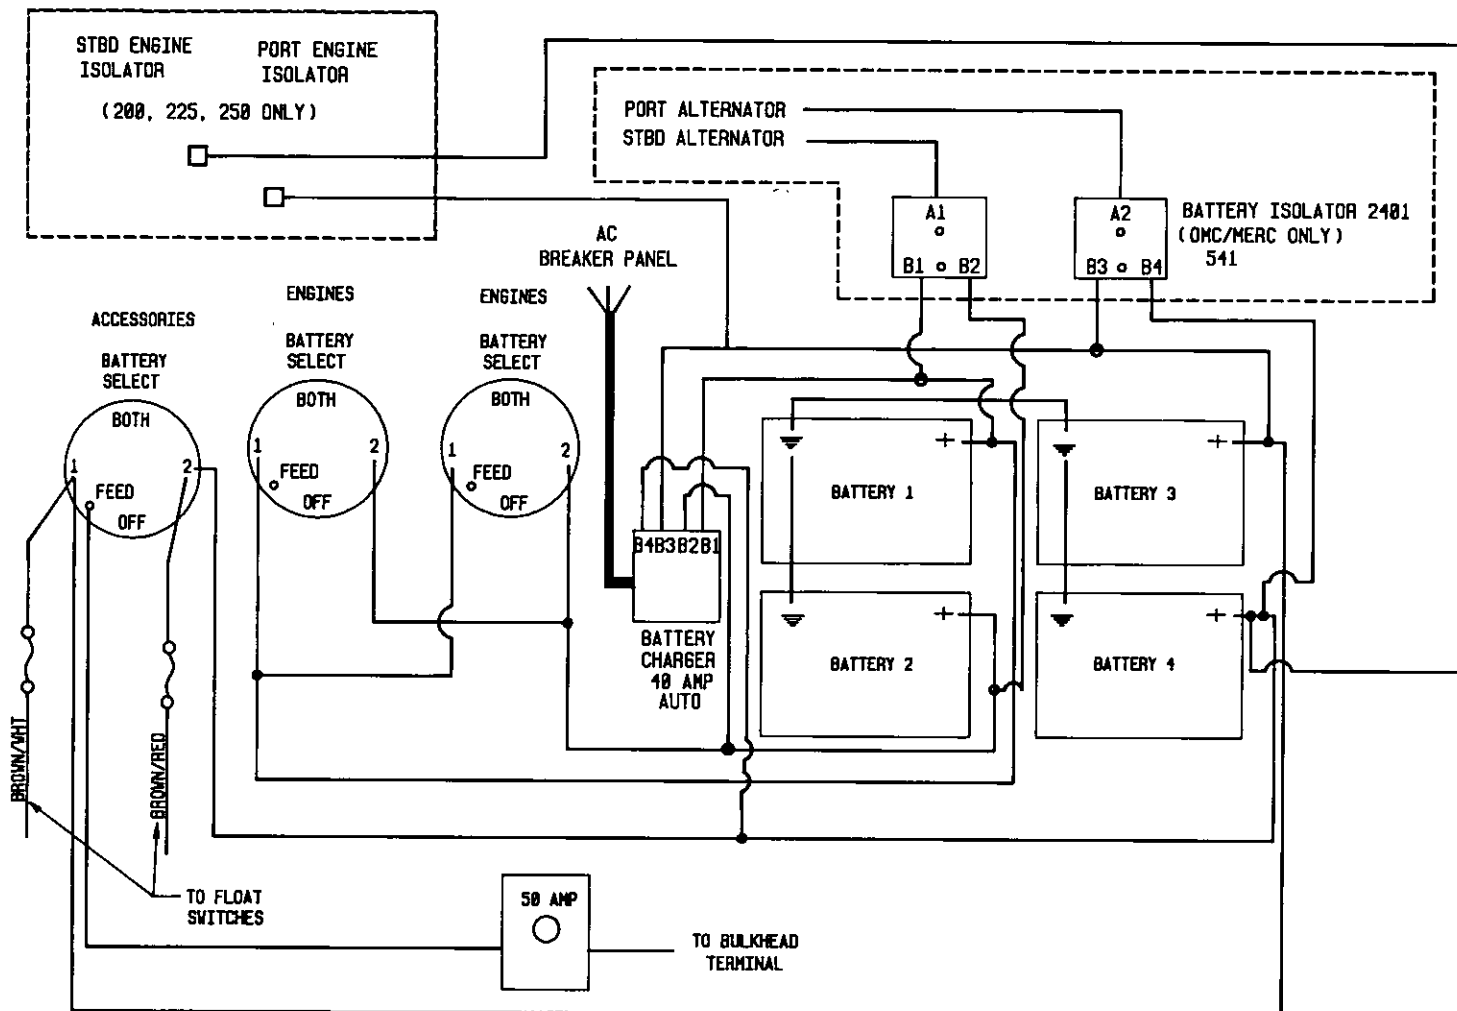 STBD ENGINE
ISOLATOR
PORT ENGINE
ISOLATOR
(200, 225, 250 ONLY)
PORT ALTERNATOR
STBD ALTERNATOR
A1
B1 B2
A2
B3 B4
BATTERY ISOLATOR 2401
(OMC/MERC ONLY)
541
AC
BREAKER PANEL
ACCESSORIES
BATTERY
SELECT
BOTH
1 2
FEED
OFF
ENGINES
BATTERY
SELECT
BOTH
1 2
FEED
OFF
ENGINES
BATTERY
SELECT
BOTH
1 2
FEED
OFF
B4 B3 B2 B1
BATTERY
CHARGER
40 AMP
AUTO
+
BATTERY 1
+
BATTERY 2
+
BATTERY 3
+
BATTERY 4
BROWN/WHT
BROWN/RED
TO FLOAT
SWITCHES
50 AMP
TO BULKHEAD
TERMINAL